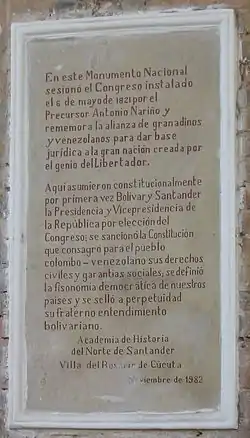 En este Monumento Nacional
sesionó el Congreso instalado
el 6 de mayo de 1821 por el
Precursor Antonio Nariño y
rememora la alianza de granadinos
y venezolanos para dar base
jurídica a la gran nación creada por
el genio del Libertador.
Aquí asumieron constitucionalmente
por primera vez Bolívar y Santander
la Presidencia y Vicepresidencia de
la República por elección del
Congreso; se sancionó la Constitución
que consagró para el pueblo
colombo-venezolano sus derechos
civiles y garantías sociales; se definió
la fisonomía democrática de nuestros
países y se selló a perpetuidad
su fraterno entendimiento
bolivariano.
Academia de Historia
del Norte de Santander
Villa del Rosario de Cúcuta
de 1982